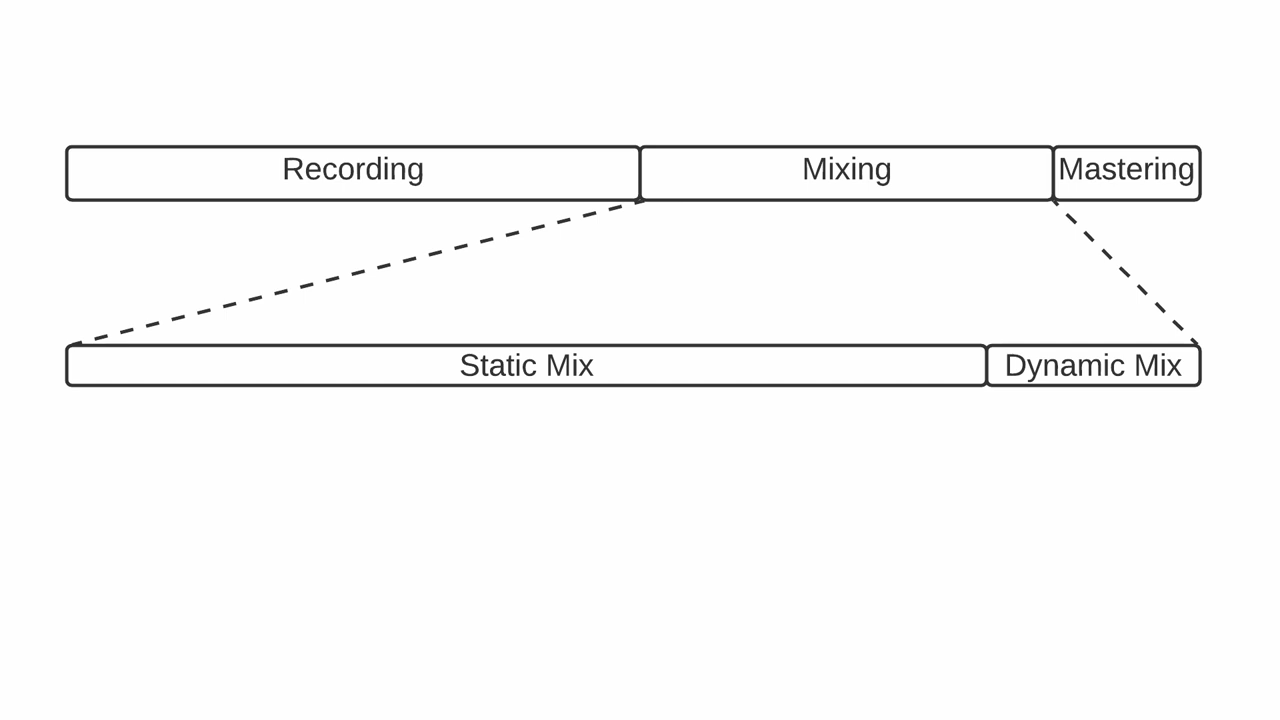 Recording
Mixing
Mastering
Static Mix
Dynamic Mix